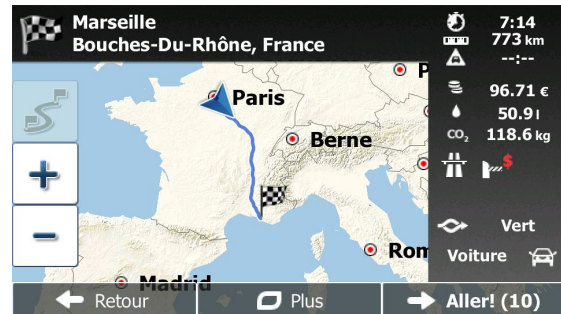 Marseille
Bouches-Du-Rhône, France
7:14
773 km
--:--
96.71 €
50.9 l
CO2 118.6 kg
$
Vert
Voiture
Paris
Berne
Rom
Madrid
Retour
Plus
Aller! (10)